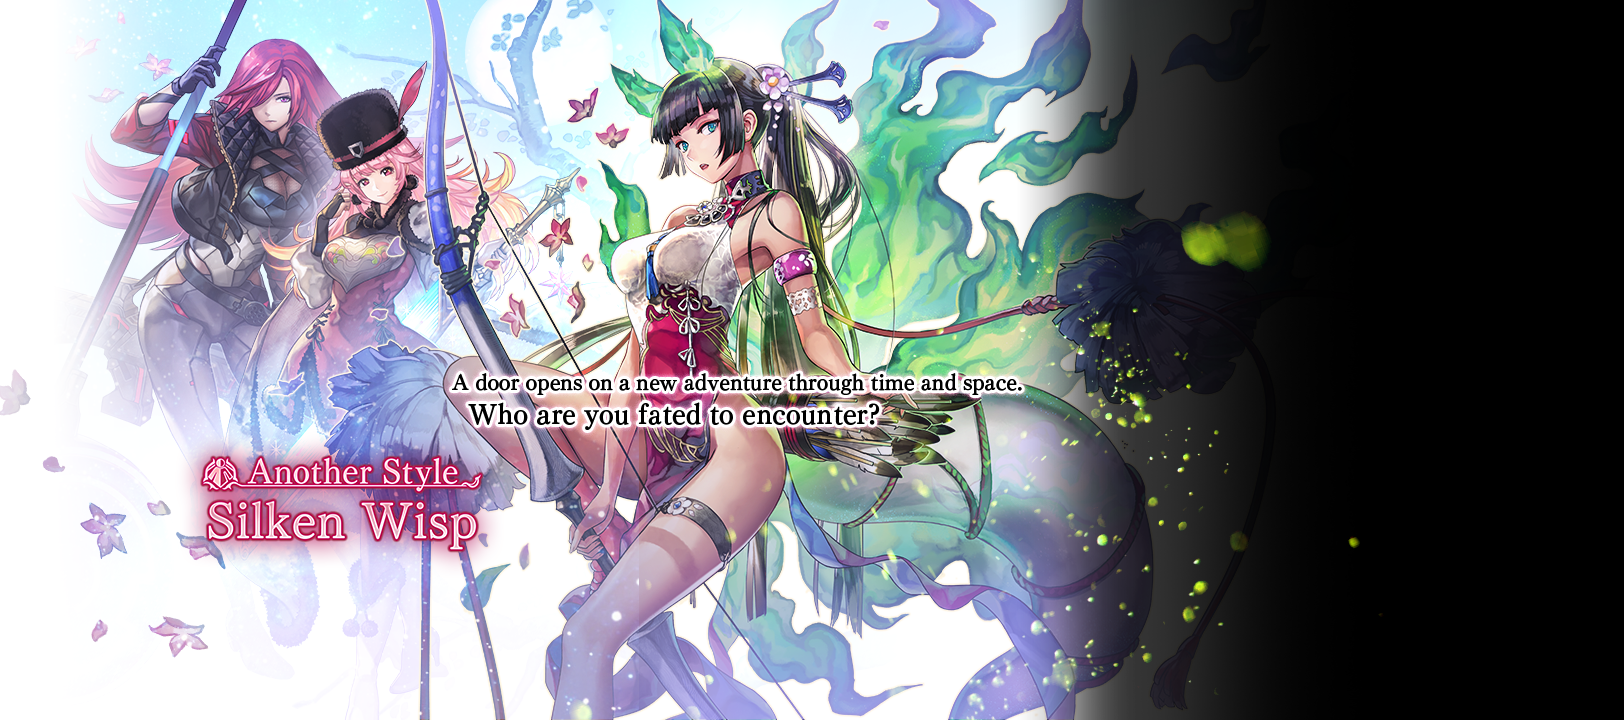 A door opens on a new adventure through time and space.
Who are you fated to encounter?
Another Style
Silken Wisp